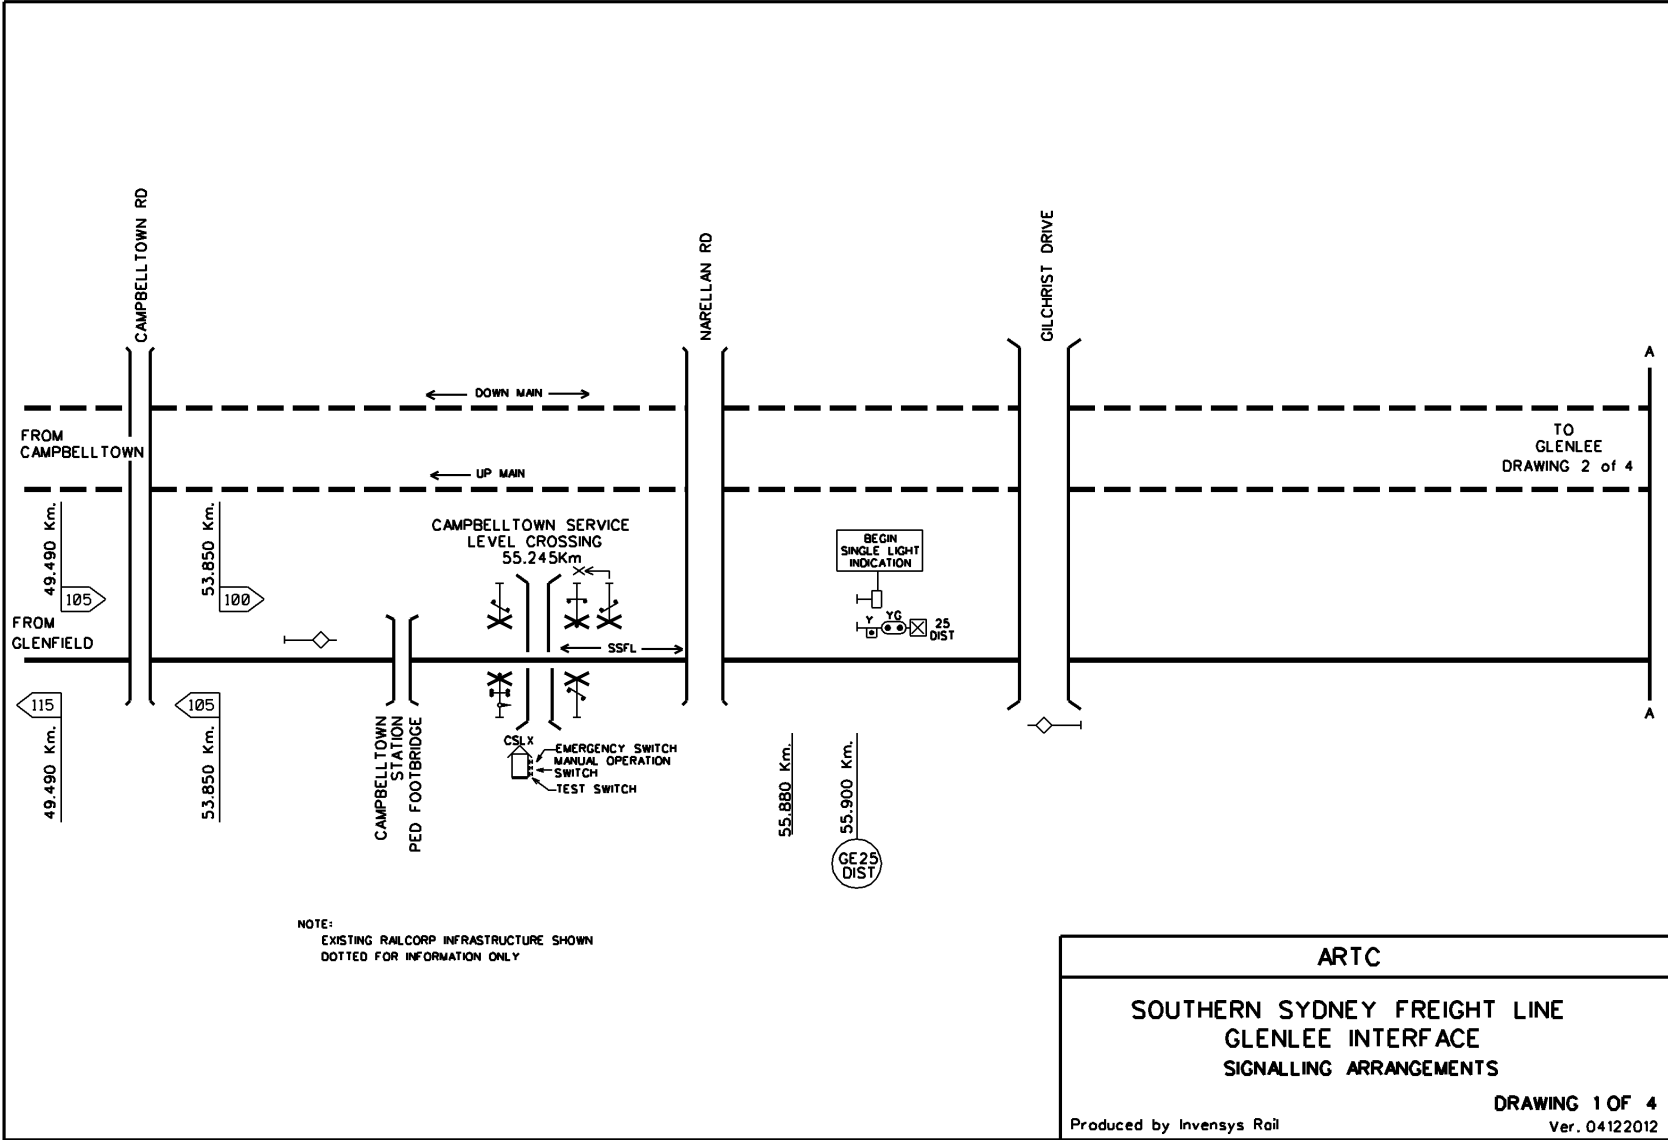 CAMPBELLTOWN RD
NARELLAN RD
GILCHRIST DRIVE
A
DOWN MAIN
FROM
CAMPBELLTOWN
TO
GLENLEE
DRAWING 2 of 4
UP MAIN
49.490 Km.
105
53.850 Km.
100
CAMPBELLTOWN SERVICE
LEVEL CROSSING
55.245Km
BEGIN
SINGLE LIGHT
INDICATION
FROM
GLENFIELD
Y
YG
25
DIST
SSFL
115
49.490 Km.
105
53.850 Km.
A
CAMPBELLTOWN
STATION
PED FOOTBRIDGE
CSLX
EMERGENCY SWITCH
MANUAL OPERATION
SWITCH
TEST SWITCH
55.880 Km.
55.900 Km.
GE25
DIST
NOTE:
EXISTING RAILCORP INFRASTRUCTURE SHOWN
DOTTED FOR INFORMATION ONLY
ARTC
SOUTHERN SYDNEY FREIGHT LINE
GLENLEE INTERFACE
SIGNALLING ARRANGEMENTS
DRAWING 1 OF 4
Produced by Invensys Rail
Ver. 04122012